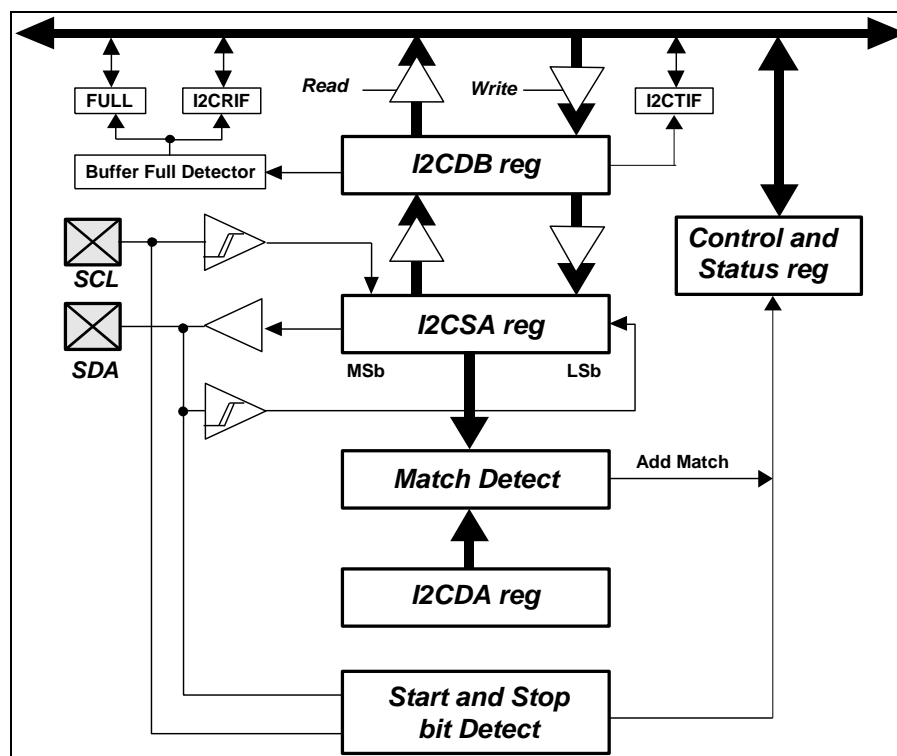 FULL
I2CRIF
Read
Write
I2CTIF
Buffer Full Detector
I2CDB reg
SCL
Control and
Status reg
SDA
I2CSA reg
MSb
LSb
Match Detect
Add Match
I2CDA reg
Start and Stop
bit Detect